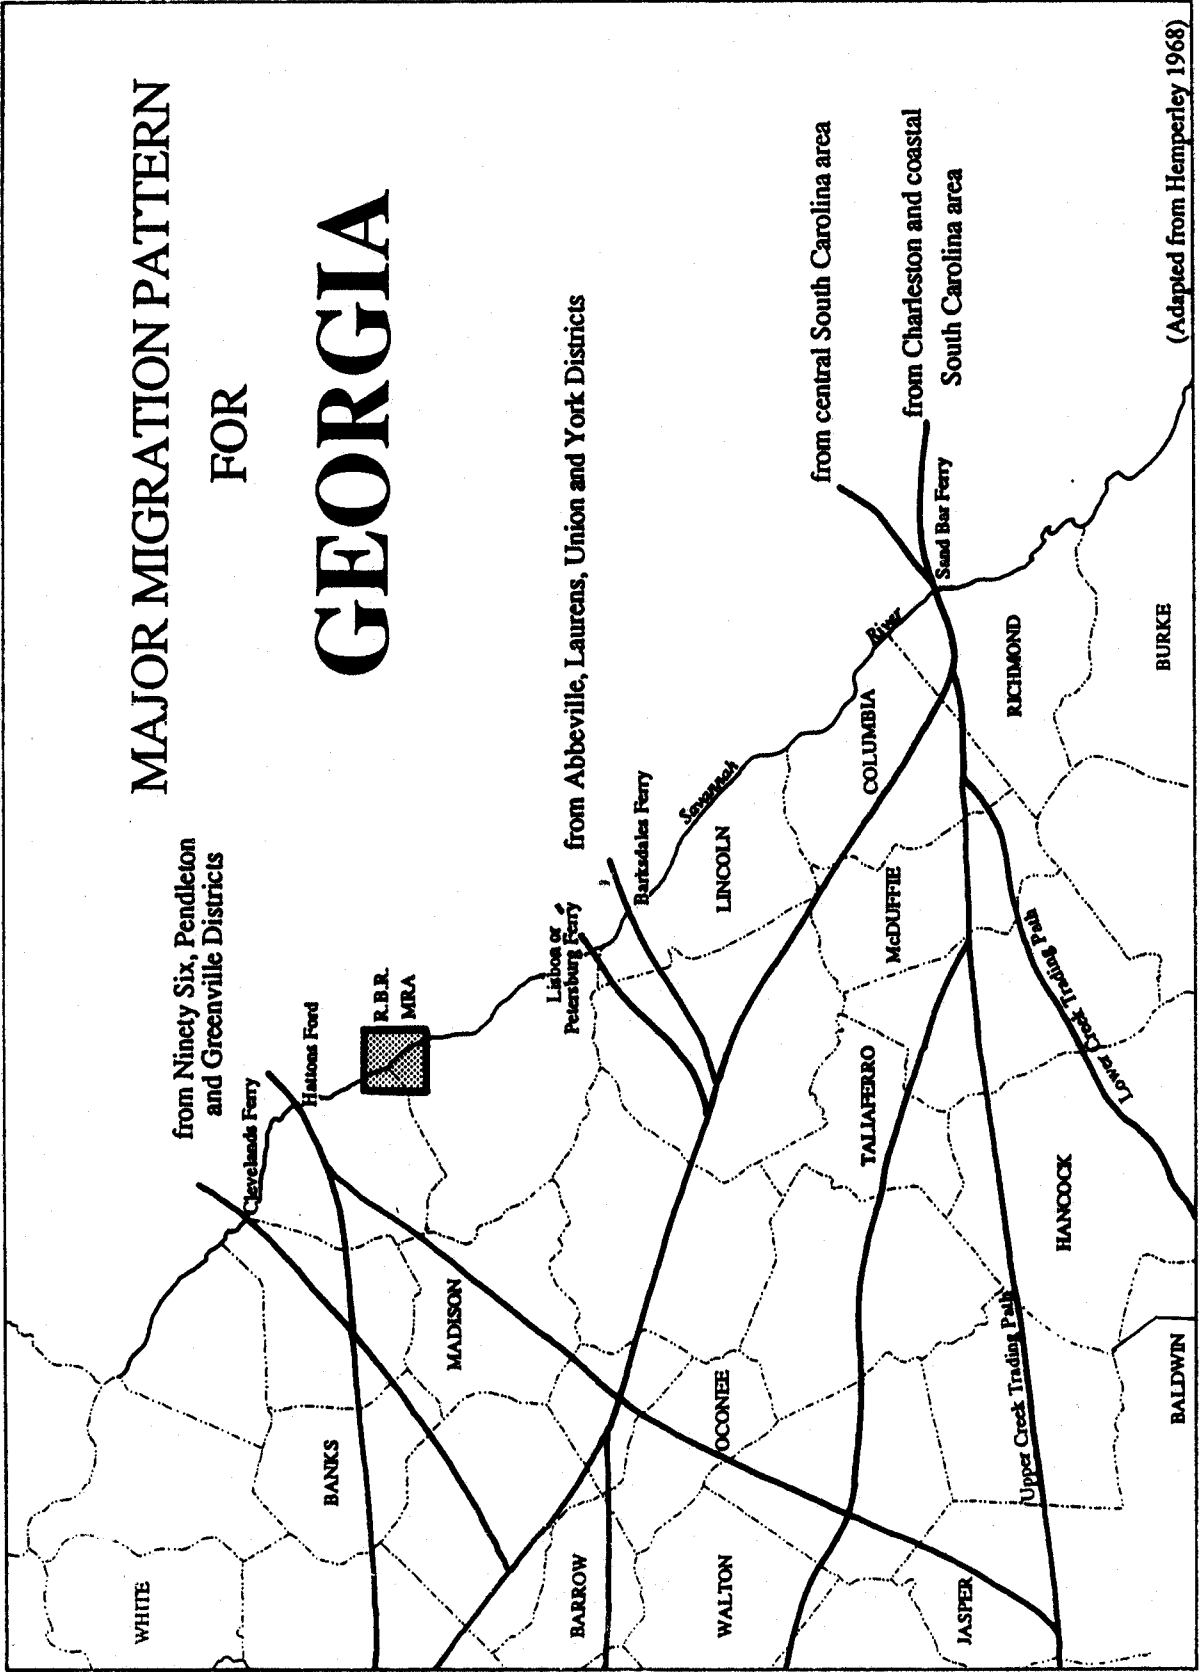 MAJOR MIGRATION PATTERN
FOR
GEORGIA
from Ninety Six, Pendleton
and Greenville Districts
Clevelands Ferry
Hattons Ford
R.B.R.
MRA
from Abbeville, Laurens, Union and York Districts
Lisbon or
Petersburg Ferry
Barksdales Ferry
Savannah
River
from central South Carolina area
from Charleston and coastal
South Carolina area
Sand Bar Ferry
WHITE
BANKS
MADISON
BARROW
OCONEE
WALTON
LINCOLN
COLUMBIA
McDUFFIE
TALIAFERRO
RICHMOND
BURKE
HANCOCK
JASPER
BALDWIN
Upper Creek Trading Path
Lower Creek Trading Path
(Adapted from Hemperley 1968)